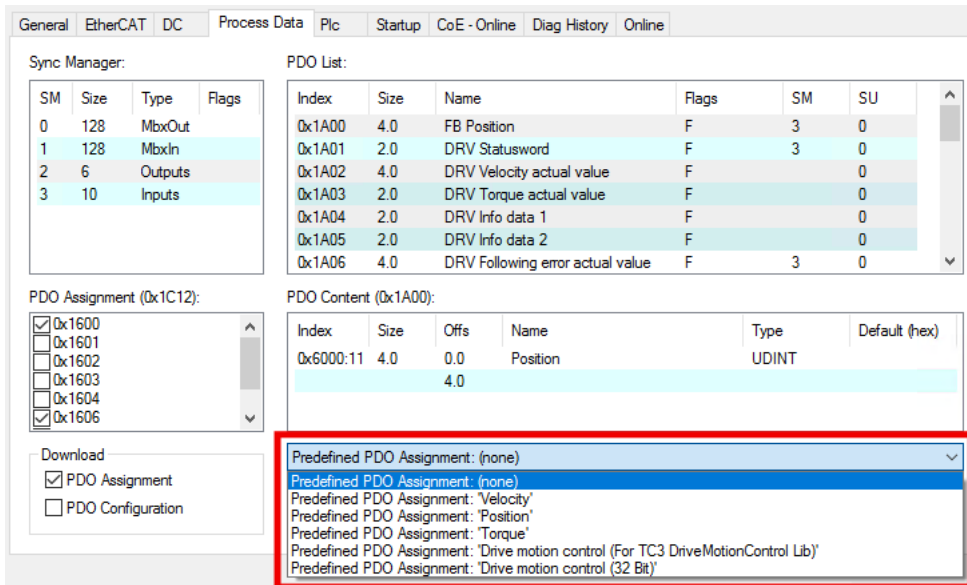 General EtherCAT DC Process Data Plc Startup CoE - Online Diag History Online
Sync Manager:
SM Size Type Flags
0 128 MbxOut
1 128 MbxIn
2 6 Outputs
3 10 Inputs
PDO List:
Index Size Name Flags SM SU
0x1A00 4.0 FB Position F 3 0
0x1A01 2.0 DRV Statusword F 3 0
0x1A02 4.0 DRV Velocity actual value F 0
0x1A03 2.0 DRV Torque actual value F 0
0x1A04 2.0 DRV Info data 1 F 0
0x1A05 2.0 DRV Info data 2 F 0
0x1A06 4.0 DRV Following error actual value F 3 0
PDO Assignment (0x1C12):
0x1600
0x1601
0x1602
0x1603
0x1604
0x1606
PDO Content (0x1A00):
Index Size Offs Name Type Default (hex)
0x6000:11 4.0 0.0 Position UDINT
4.0
Download
PDO Assignment
PDO Configuration
Predefined PDO Assignment: (none)
Predefined PDO Assignment: (none)
Predefined PDO Assignment: 'Velocity'
Predefined PDO Assignment: 'Position'
Predefined PDO Assignment: 'Torque'
Predefined PDO Assignment: 'Drive motion control (For TC3 DriveMotionControl Lib)'
Predefined PDO Assignment: 'Drive motion control (32 Bit)'